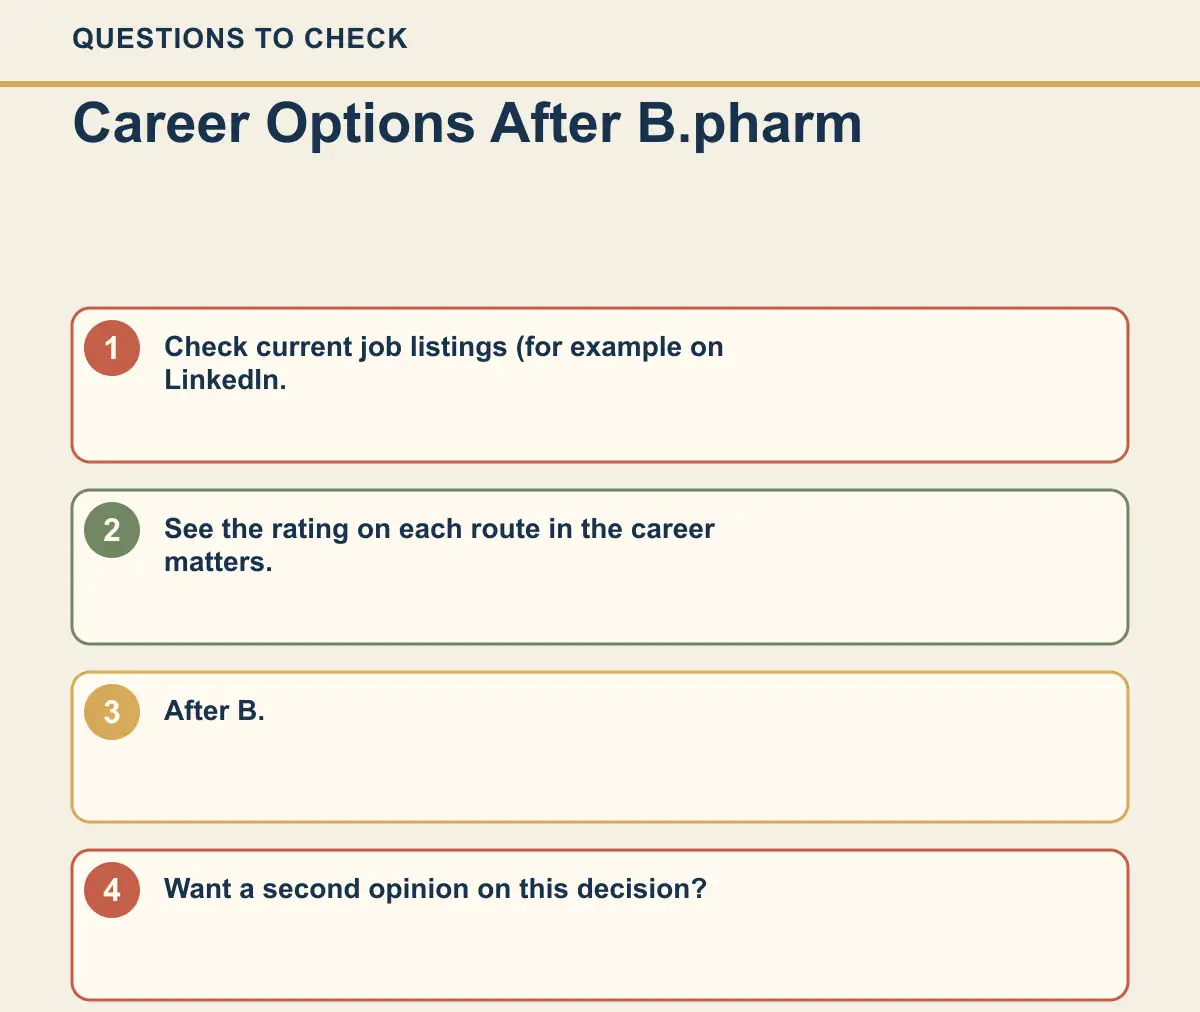 QUESTIONS TO CHECK
Career Options After B.pharm
1
Check current job listings (for example on
LinkedIn.
2
See the rating on each route in the career
matters.
3
After B.
4
Want a second opinion on this decision?